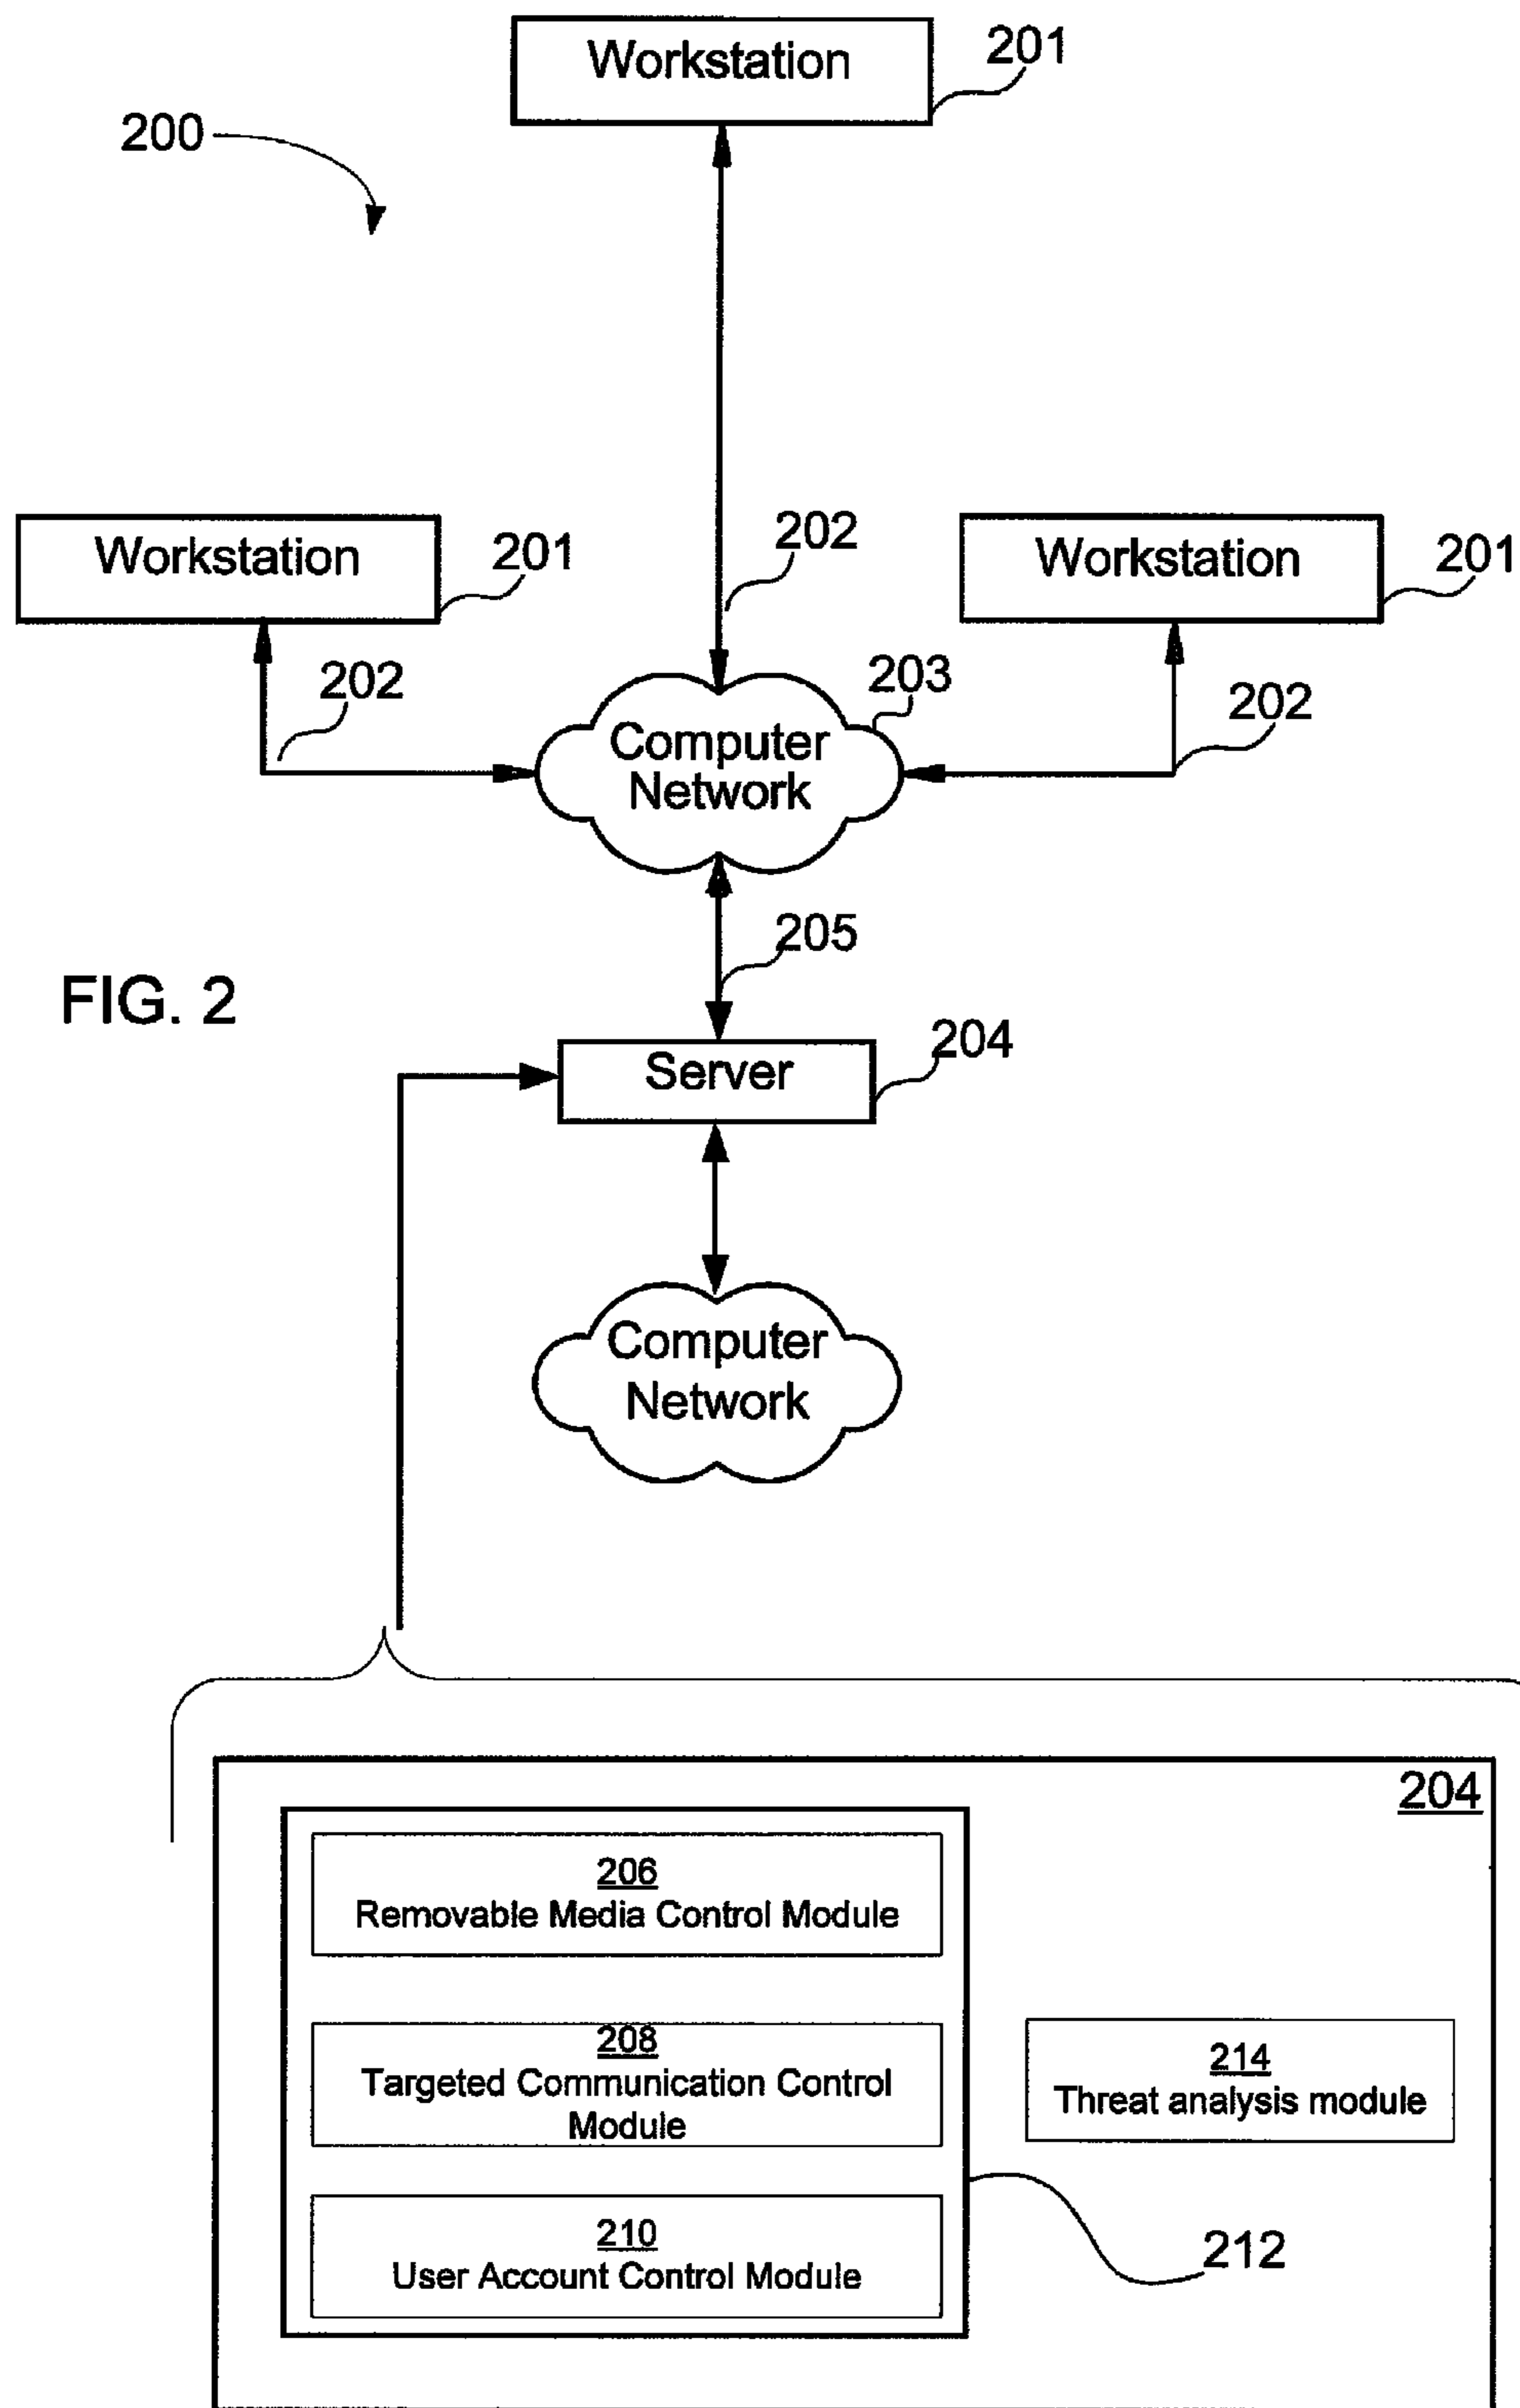 Workstation
201
200
Workstation
201
202
Workstation
201
202
203
202
Computer
Network
205
FIG. 2
Server
204
Computer
Network
204
206
Removable Media Control Module
208
Targeted Communication Control
Module
214
Threat analysis module
210
User Account Control Module
212